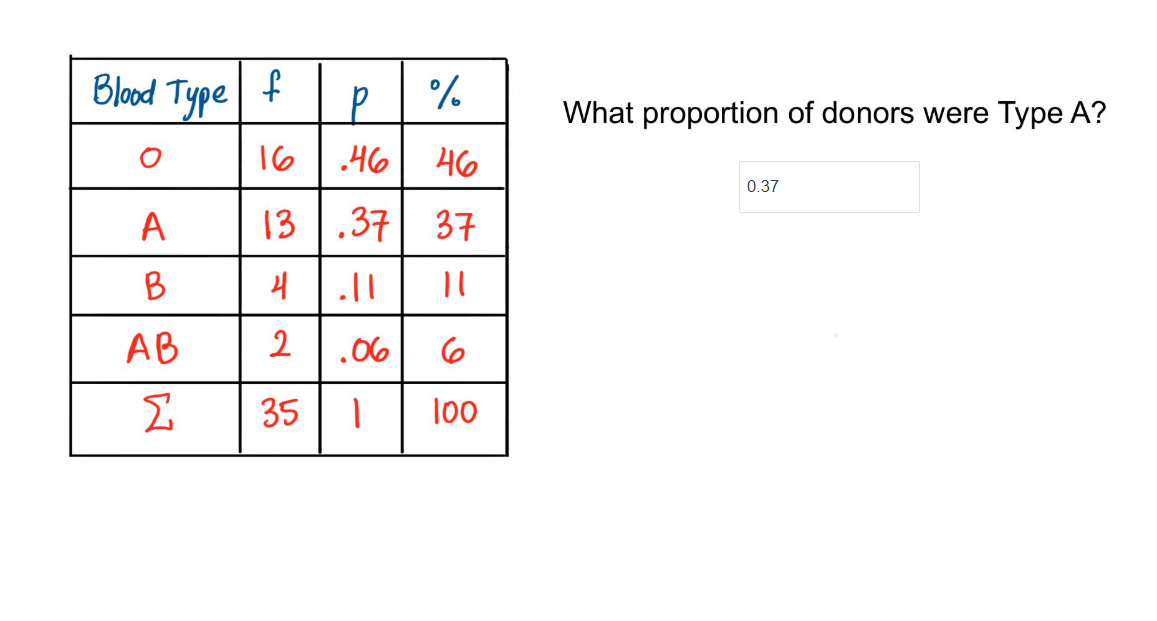 Blood Type f p %
O 16 .46 46
A 13 .37 37
B 4 .11 11
AB 2 .06 6
Σ 35 1 100
What proportion of donors were Type A?
0.37